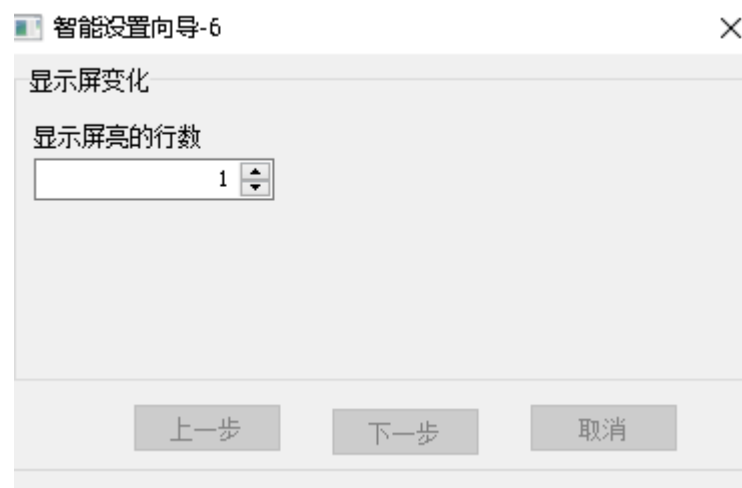 智能设置向导-6
显示屏变化
显示屏亮的行数
1
上一步 下一步 取消